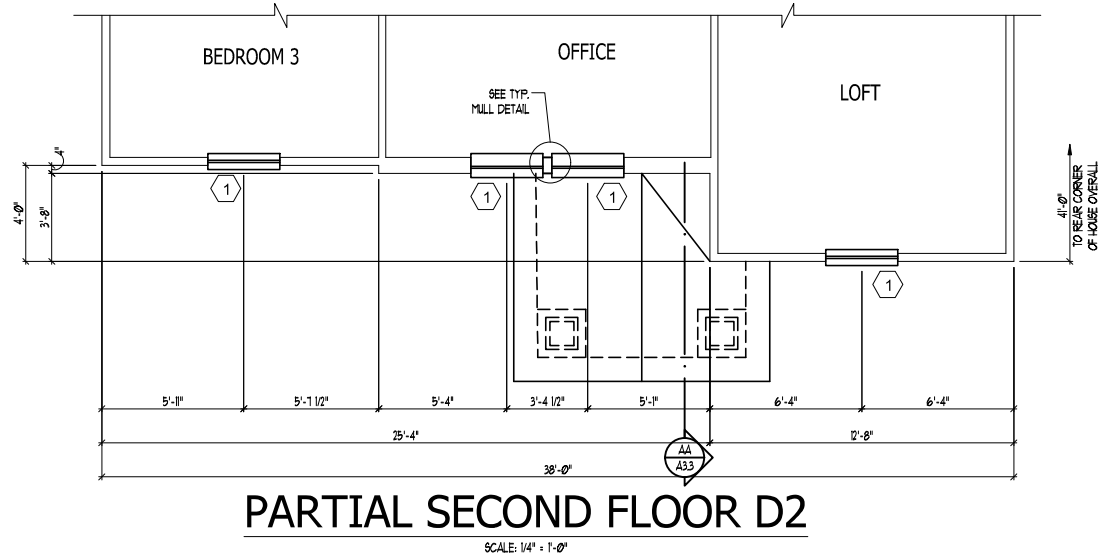 BEDROOM 3
OFFICE
LOFT
SEE TYP.
MULL DETAIL
4"
1
1
1
1
4'-0"
3'-8"
41'-0"
TO REAR CORNER
OF HOUSE OVERALL
5'-11"
5'-7 1/2"
5'-4"
3'-4 1/2"
5'-1"
6'-4"
6'-4"
25'-4"
12'-8"
AA
A3.3
38'-0"
PARTIAL SECOND FLOOR D2
SCALE: 1/4" = 1'-0"